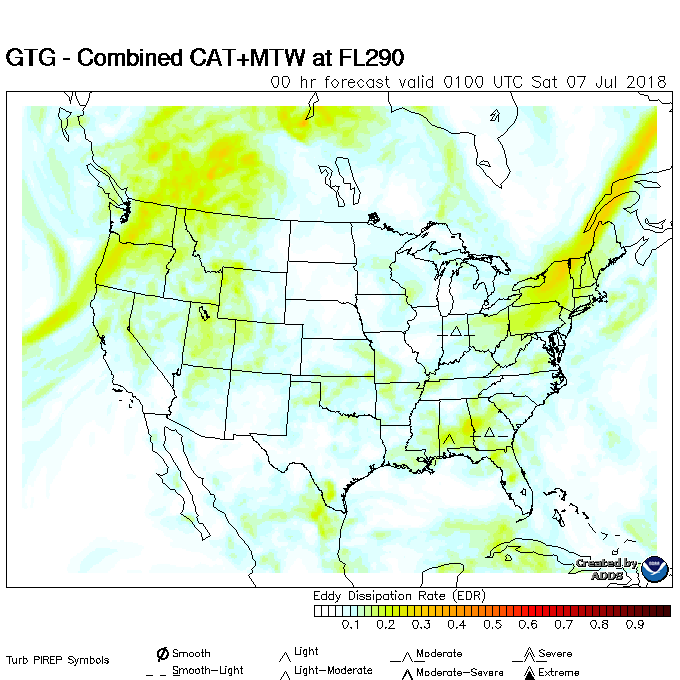 GTG - Combined CAT+MTW at FL290
00 hr forecast valid 0100 UTC Sat 07 Jul 2018
Created by
ADDS
Eddy Dissipation Rate (EDR)
0.1 0.2 0.3 0.4 0.5 0.6 0.7 0.8 0.9
Turb PIREP Symbols
Smooth
Light
Moderate
Severe
Smooth-Light
Light-Moderate
Moderate-Severe
Extreme